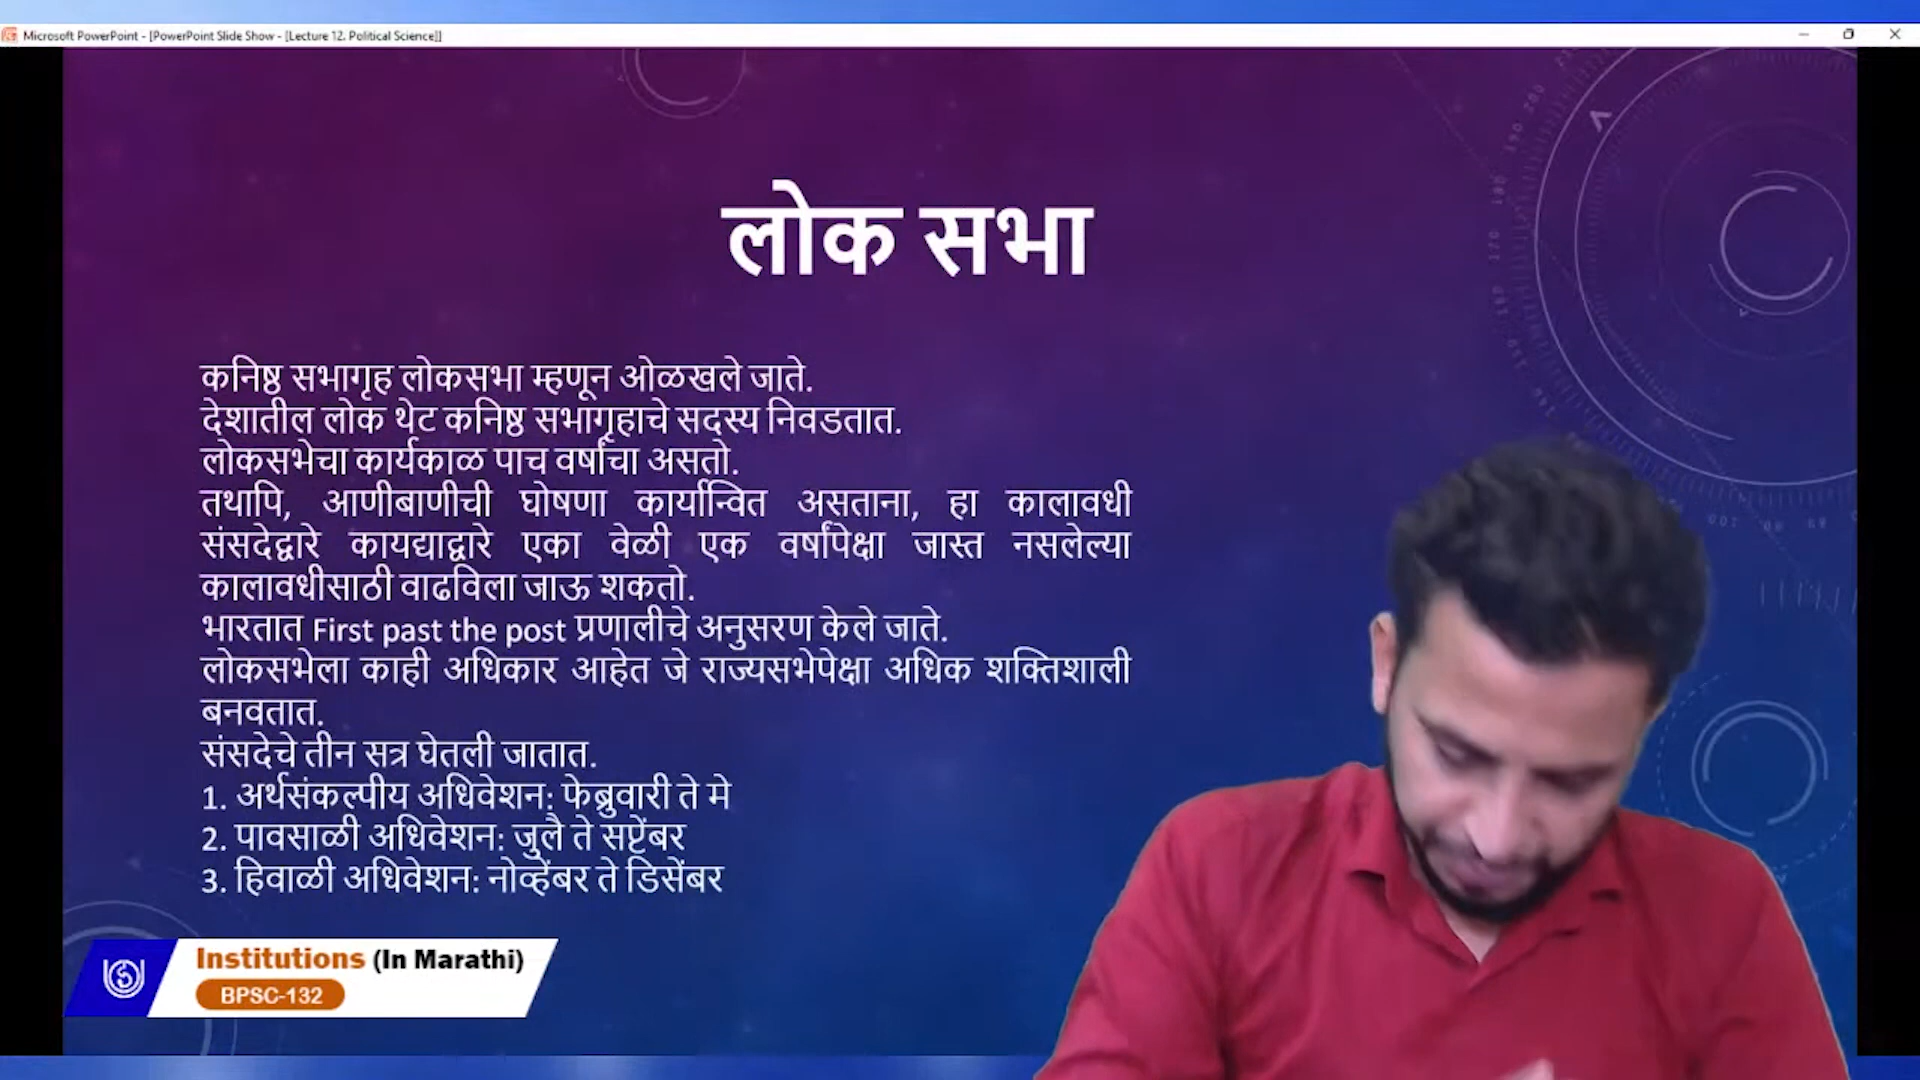 Microsoft PowerPoint - [PowerPoint Slide Show - [Lecture 12. Political Science]]
लोक सभा
कनिष्ठ सभागृह लोकसभा म्हणून ओळखले जाते.
देशातील लोक थेट कनिष्ठ सभागृहाचे सदस्य निवडतात.
लोकसभेचा कार्यकाळ पाच वर्षांचा असतो.
तथापि, आणीबाणीची घोषणा कार्यान्वित असताना, हा कालावधी
संसदेद्वारे कायद्याद्वारे एका वेळी एक वर्षापेक्षा जास्त नसलेल्या
कालावधीसाठी वाढविला जाऊ शकतो.
भारतात First past the post प्रणालीचे अनुसरण केले जाते.
लोकसभेला काही अधिकार आहेत जे राज्यसभेपेक्षा अधिक शक्तिशाली
बनवतात.
संसदेचे तीन सत्र घेतली जातात.
1. अर्थसंकल्पीय अधिवेशन: फेब्रुवारी ते मे
2. पावसाळी अधिवेशन: जुलै ते सप्टेंबर
3. हिवाळी अधिवेशन: नोव्हेंबर ते डिसेंबर
Institutions (In Marathi)
BPSC-132